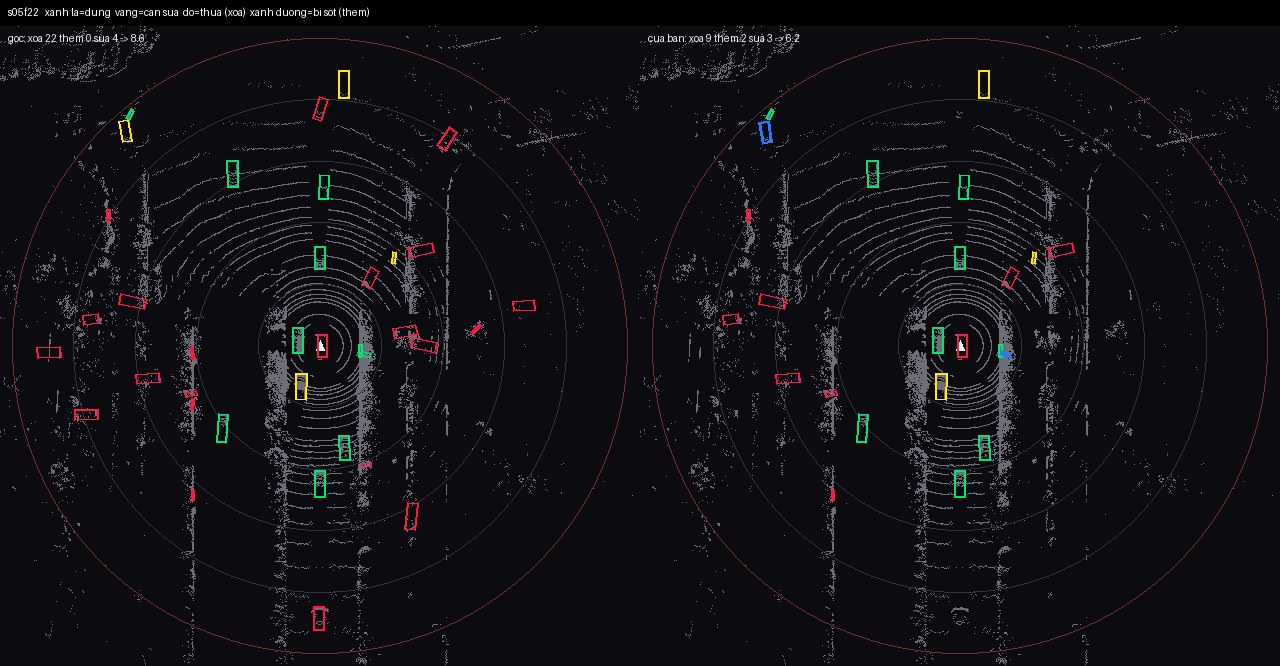 s05f22 xanh la=dung vang=can sua do=thua (xoa) xanh duong=bi sot (them)
goc: xoa 22 them 0 sua 4 -> 8.6
cua ban: xoa 9 them 2 sua 3 -> 6.2